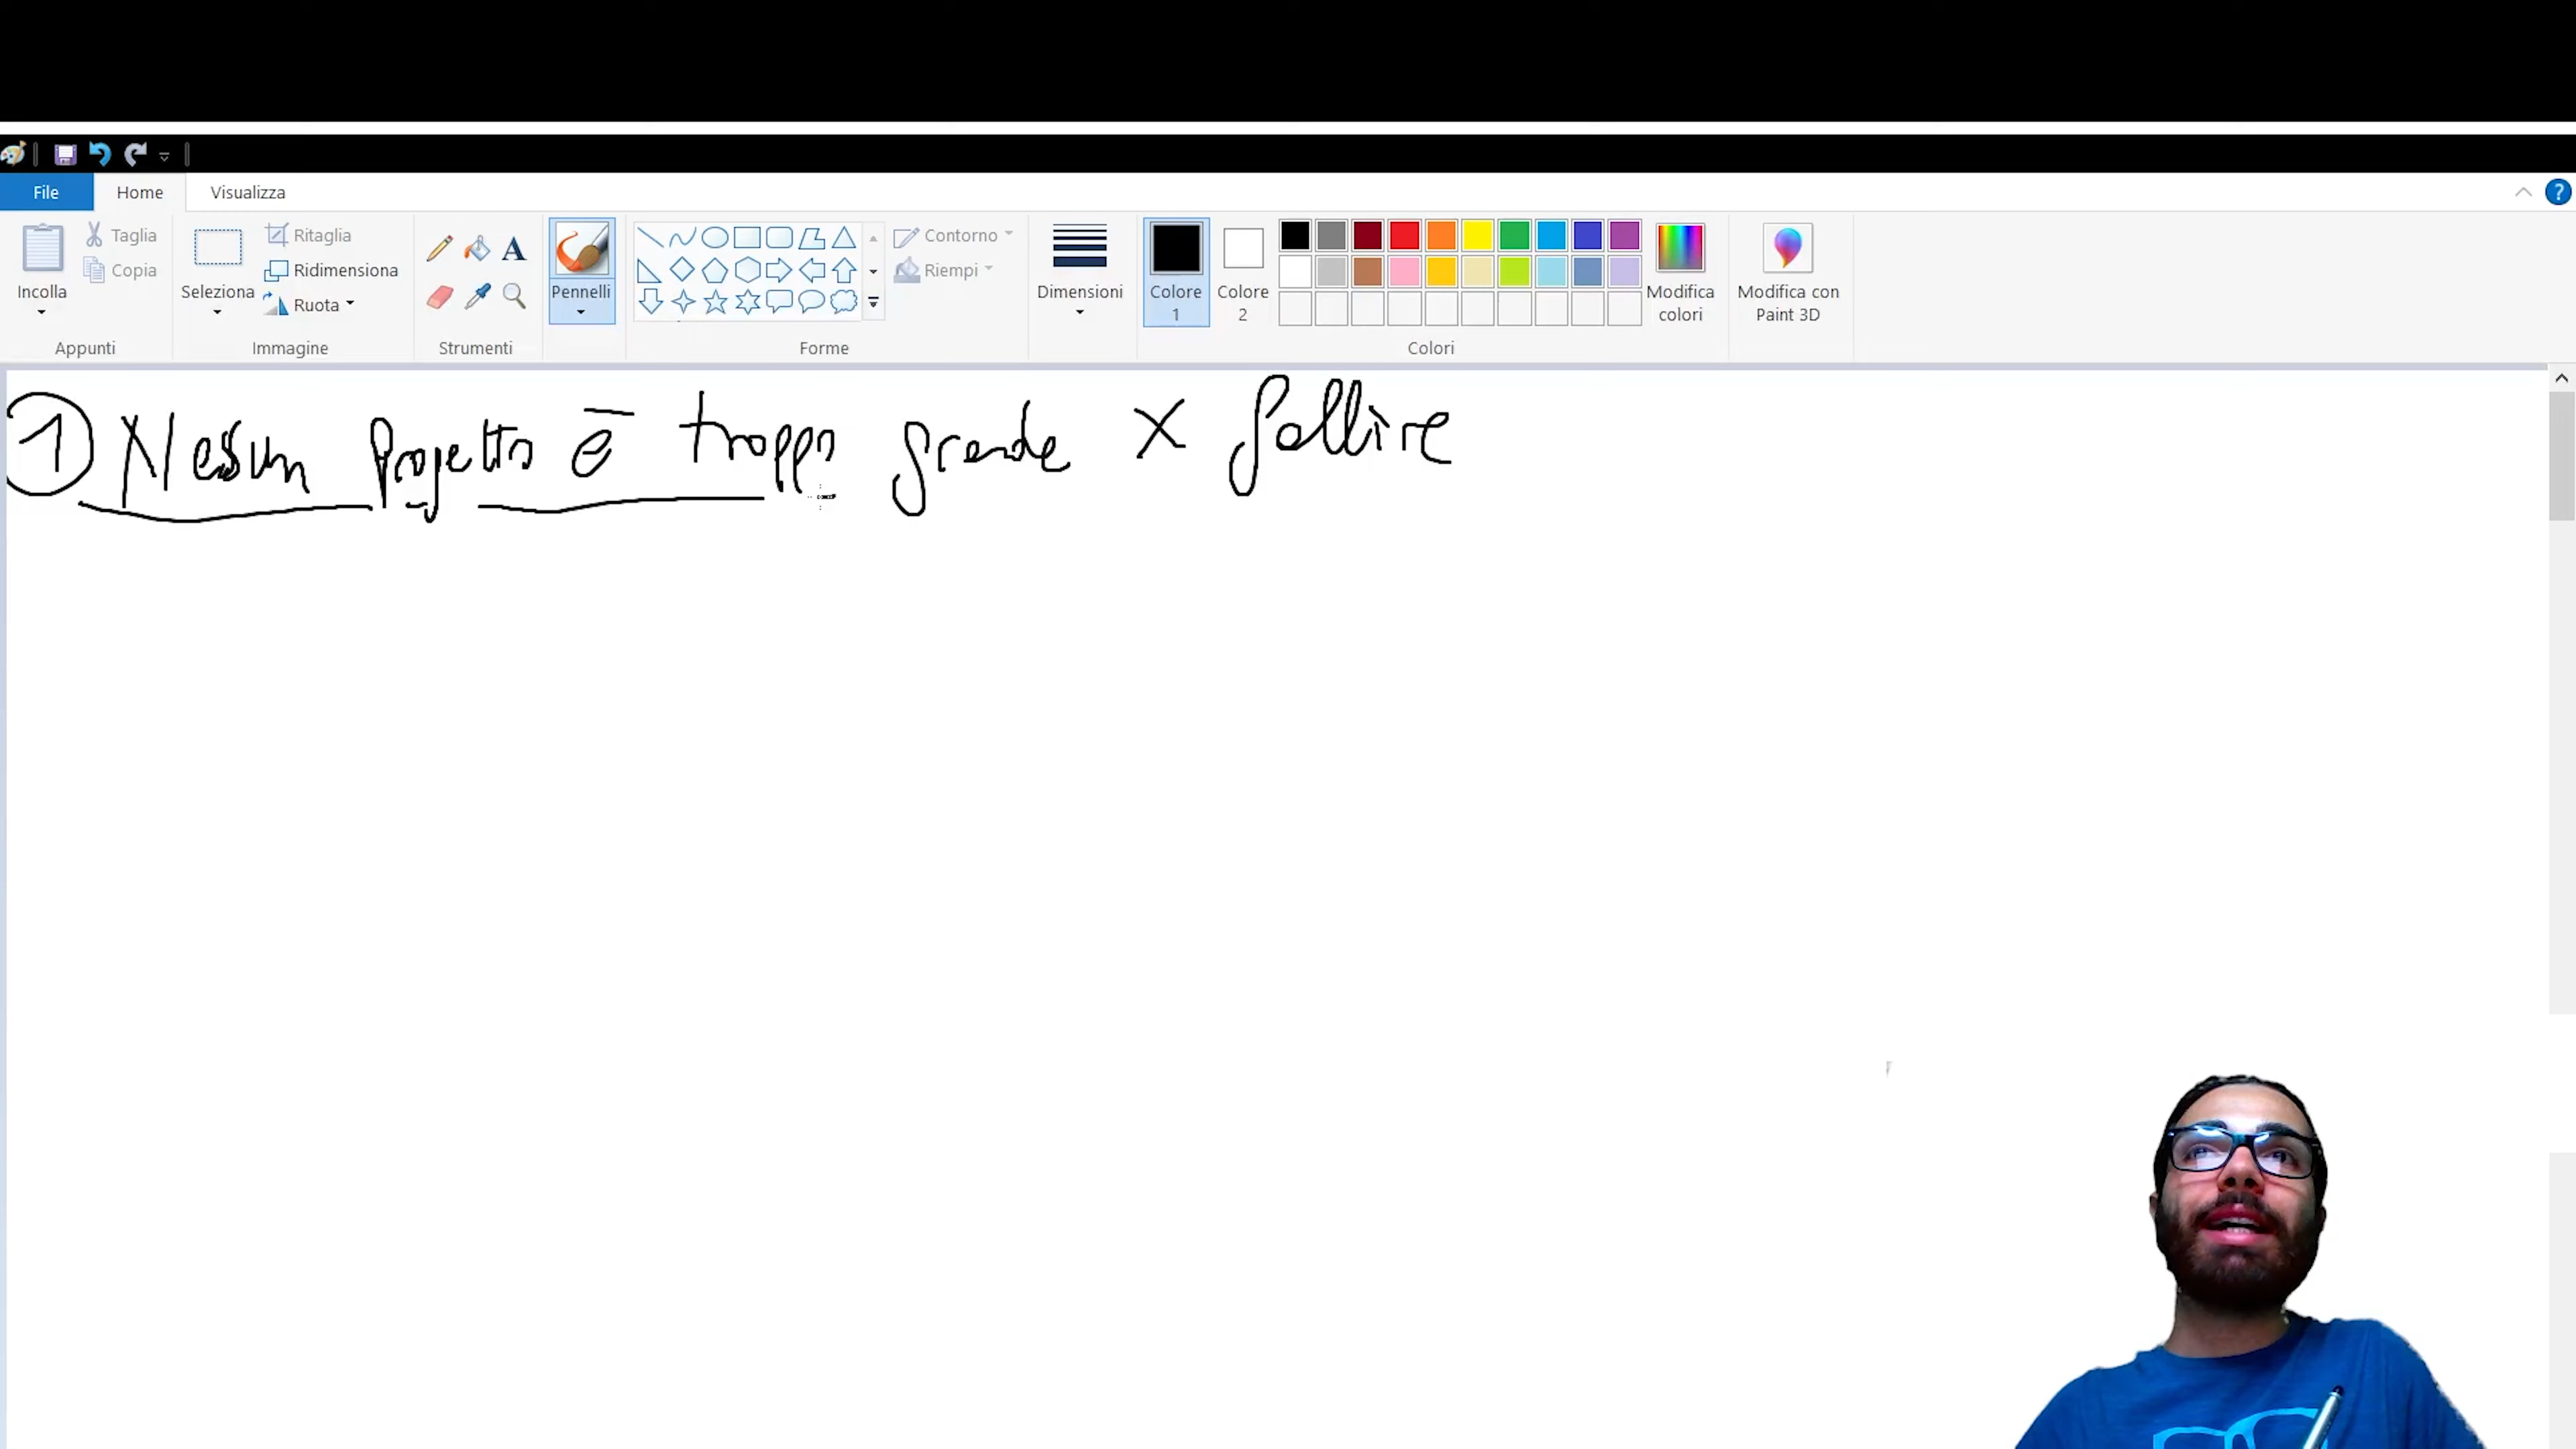 File Home Visualizza
Taglia Ritaglia Contorno
Copia Ridimensiona Riempi
Incolla Seleziona Ruota Pennelli Dimensioni Colore 1 Colore 2 Modifica colori Modifica con Paint 3D
Appunti Immagine Strumenti Forme Colori
1 Nessun Progetto è troppo grande X fallire